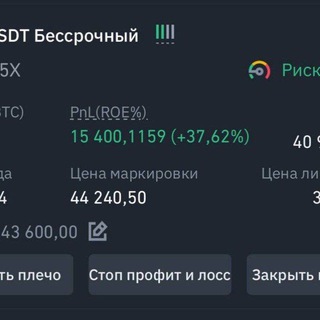 SDT Бессрочный
5X Риск
TC) PnL(ROE%)
15 400,1159 (+37,62%) 40 9
да Цена маркировки Цена ли
4 44 240,50 3
43 600,00
ть плечо Стоп профит и лосс Закрыть